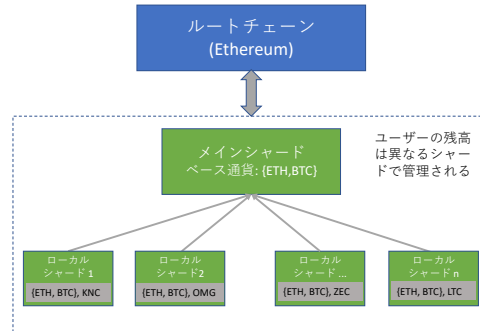 ルートチェーン
(Ethereum)
メインシャード
ベース通貨: {ETH,BTC}
ユーザーの残高
は異なるシャー
ドで管理される
ローカル
シャード 1
{ETH, BTC}, KNC
ローカル
シャード2
{ETH, BTC}, OMG
ローカル
シャード ...
{ETH, BTC}, ZEC
ローカル
シャード n
{ETH, BTC}, LTC